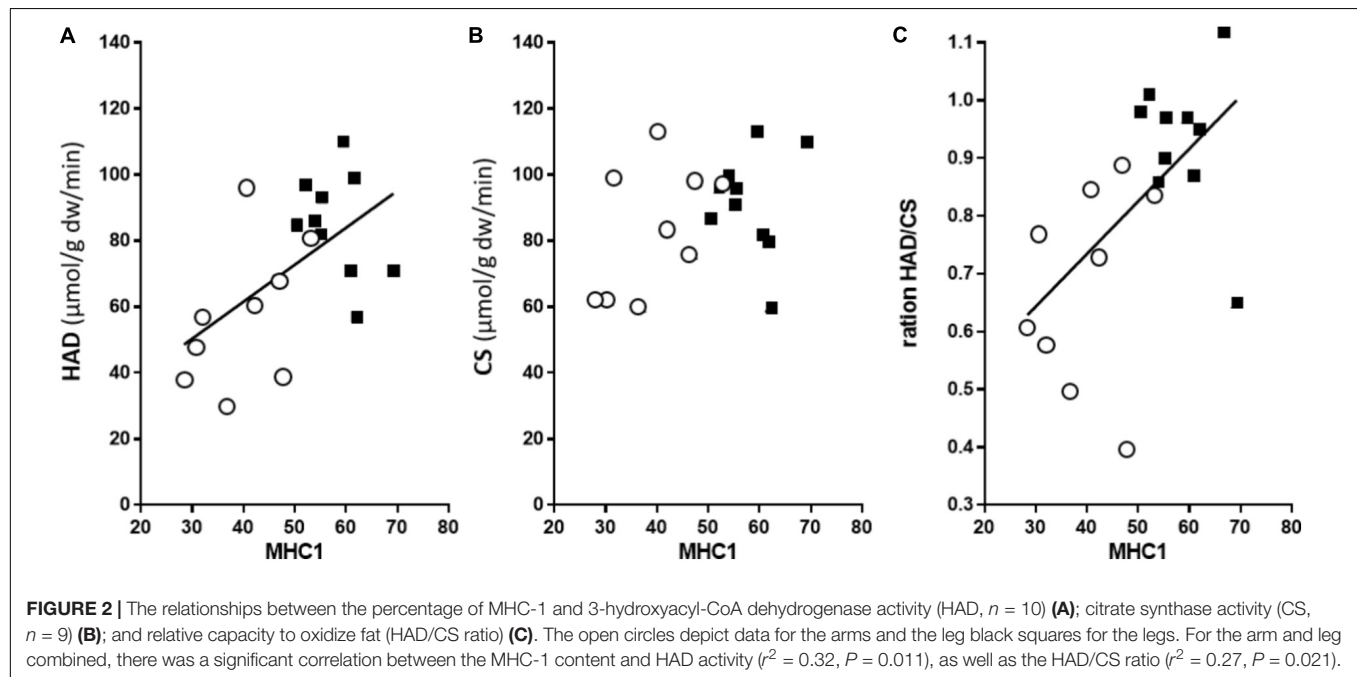 A
140
120
100
80
60
40
20
0
HAD (μmol/g dw/min)
20 30 40 50 60 70 80
MHC1
B
140
120
100
80
60
40
20
0
CS (μmol/g dw/min)
20 30 40 50 60 70 80
MHC1
C
1.1
1.0
0.9
0.8
0.7
0.6
0.5
0.4
0.3
ration HAD/CS
20 30 40 50 60 70 80
MHC1
FIGURE 2 | The relationships between the percentage of MHC-1 and 3-hydroxyacyl-CoA dehydrogenase activity (HAD, n = 10) (A); citrate synthase activity (CS,
n = 9) (B); and relative capacity to oxidize fat (HAD/CS ratio) (C). The open circles depict data for the arms and the leg black squares for the legs. For the arm and leg
combined, there was a significant correlation between the MHC-1 content and HAD activity (r² = 0.32, P = 0.011), as well as the HAD/CS ratio (r² = 0.27, P = 0.021).